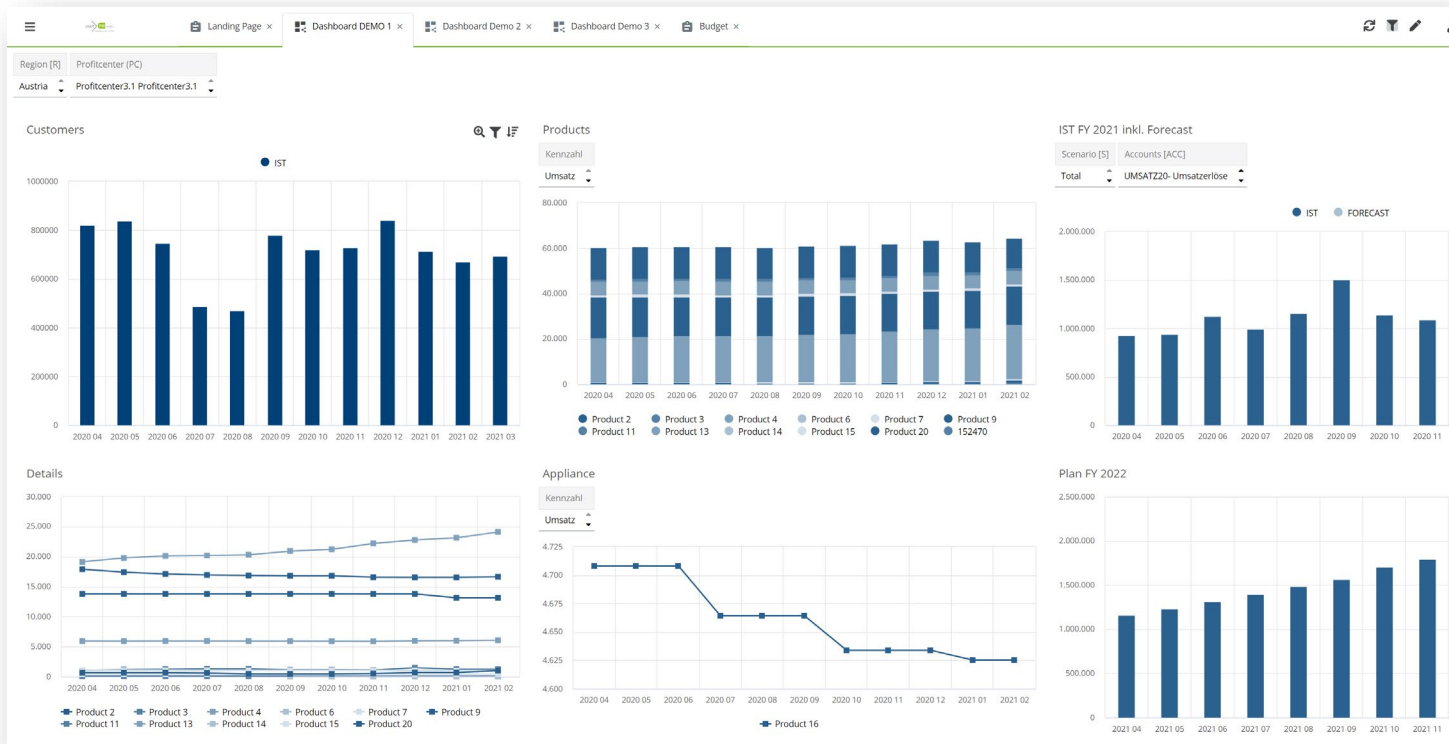 Landing Page × Dashboard DEMO 1 × Dashboard Demo 2 × Dashboard Demo 3 × Budget ×
Region [R] Profitcenter (PC)
Austria Profitcenter3.1 Profitcenter3.1
Customers
IST
1000000
800000
600000
400000
200000
0
2020 04 2020 05 2020 06 2020 07 2020 08 2020 09 2020 10 2020 11 2020 12 2021 01 2021 02 2021 03
Products
Kennzahl
Umsatz
80.000
60.000
40.000
20.000
0
2020 04 2020 05 2020 06 2020 07 2020 08 2020 09 2020 10 2020 11 2020 12 2021 01 2021 02
Product 2 Product 3 Product 4 Product 6 Product 7 Product 9
Product 11 Product 13 Product 14 Product 15 Product 20 152470
IST FY 2021 inkl. Forecast
Scenario [S] Accounts [ACC]
Total UMSATZ20- Umsatzerlöse
IST FORECAST
2.000.000
1.500.000
1.000.000
500.000
0
2020 04 2020 05 2020 06 2020 07 2020 08 2020 09 2020 10 2020 11
Details
30.000
25.000
20.000
15.000
10.000
5.000
0
2020 04 2020 05 2020 06 2020 07 2020 08 2020 09 2020 10 2020 11 2020 12 2021 01 2021 02
Product 2 Product 3 Product 4 Product 6 Product 7 Product 9
Product 11 Product 13 Product 14 Product 15 Product 20
Appliance
Kennzahl
Umsatz
4.725
4.700
4.675
4.650
4.625
4.600
2020 04 2020 05 2020 06 2020 07 2020 08 2020 09 2020 10 2020 11 2020 12 2021 01 2021 02
Product 16
Plan FY 2022
2.500.000
2.000.000
1.500.000
1.000.000
500.000
0
2021 04 2021 05 2021 06 2021 07 2021 08 2021 09 2021 10 2021 11